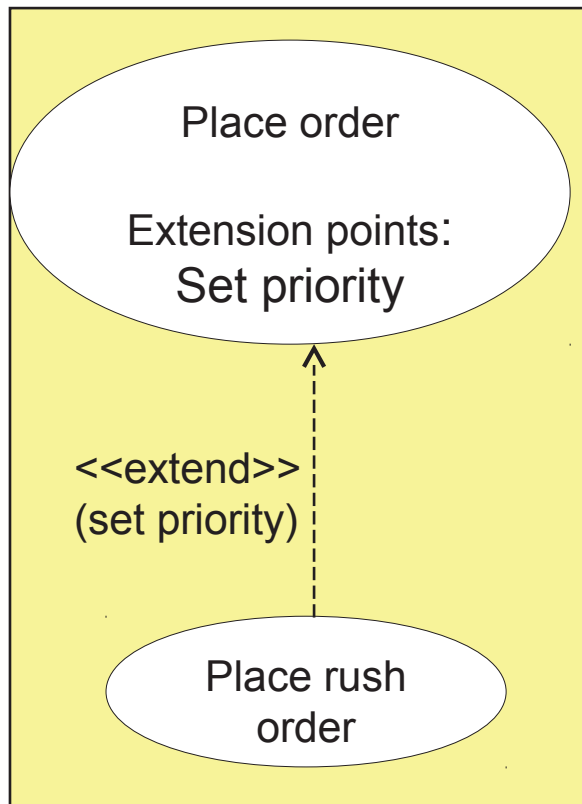 Place order
Extension points:
Set priority
<<extend>>
(set priority)
Place rush
order